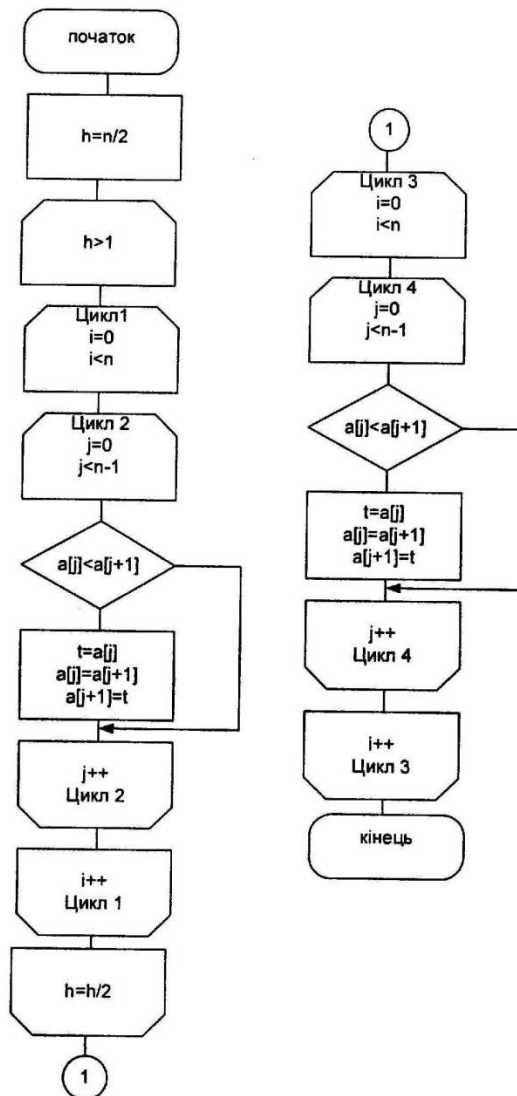 початок
h=n/2
h>1
Цикл1
i=0
i<n
Цикл 2
j=0
j<n-1
a[j]<a[j+1]
t=a[j]
a[j]=a[j+1]
a[j+1]=t
j++
Цикл 2
i++
Цикл 1
h=h/2
1
1
Цикл 3
i=0
i<n
Цикл 4
j=0
j<n-1
a[j]<a[j+1]
t=a[j]
a[j]=a[j+1]
a[j+1]=t
j++
Цикл 4
i++
Цикл 3
кінець